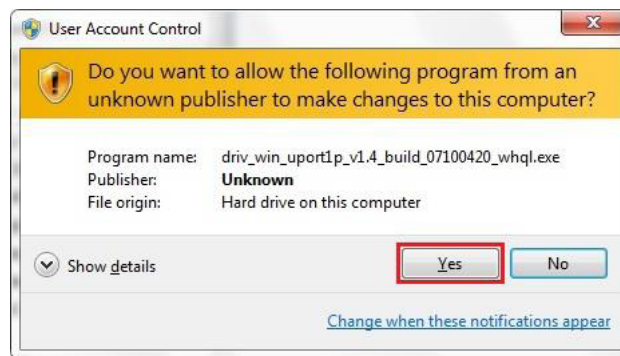 User Account Control
Do you want to allow the following program from an
unknown publisher to make changes to this computer?
Program name: driv_win_uport1p_v1.4_build_07100420_whql.exe
Publisher: Unknown
File origin: Hard drive on this computer
Show details
Yes
No
Change when these notifications appear